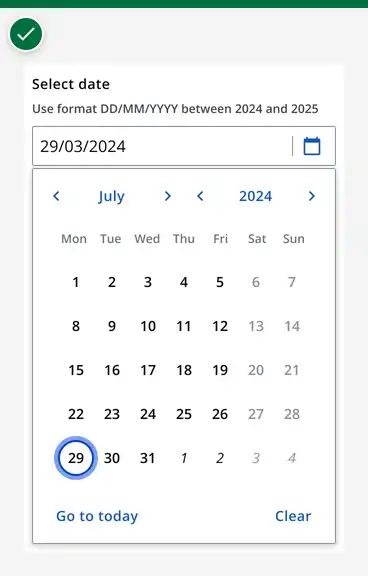 Select date
Use format DD/MM/YYYY between 2024 and 2025
29/03/2024
July 2024
Mon Tue Wed Thu Fri Sat Sun
1 2 3 4 5 6 7
8 9 10 11 12 13 14
15 16 17 18 19 20 21
22 23 24 25 26 27 28
29 30 31 1 2 3 4
Go to today Clear